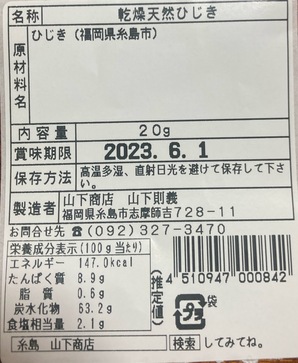 名称 乾燥天然ひじき
原材料名 ひじき（福岡県糸島市）
内容量 20g
賞味期限 2023.6.1
保存方法 高温多湿、直射日光を避けて保存して下さい。
製造者 山下商店 山下則義
福岡県糸島市志摩師吉728-11
お問合せ先 ☎(092)327-3470
栄養成分表示(100g当たり)
エネルギー 147.0kcal
たんぱく質 8.9g
脂質 0.6g
炭水化物 63.2g
食塩相当量 2.1g
(推定値)
4510947000842
プラ 袋
糸島 山下商店 検索 してみてね。